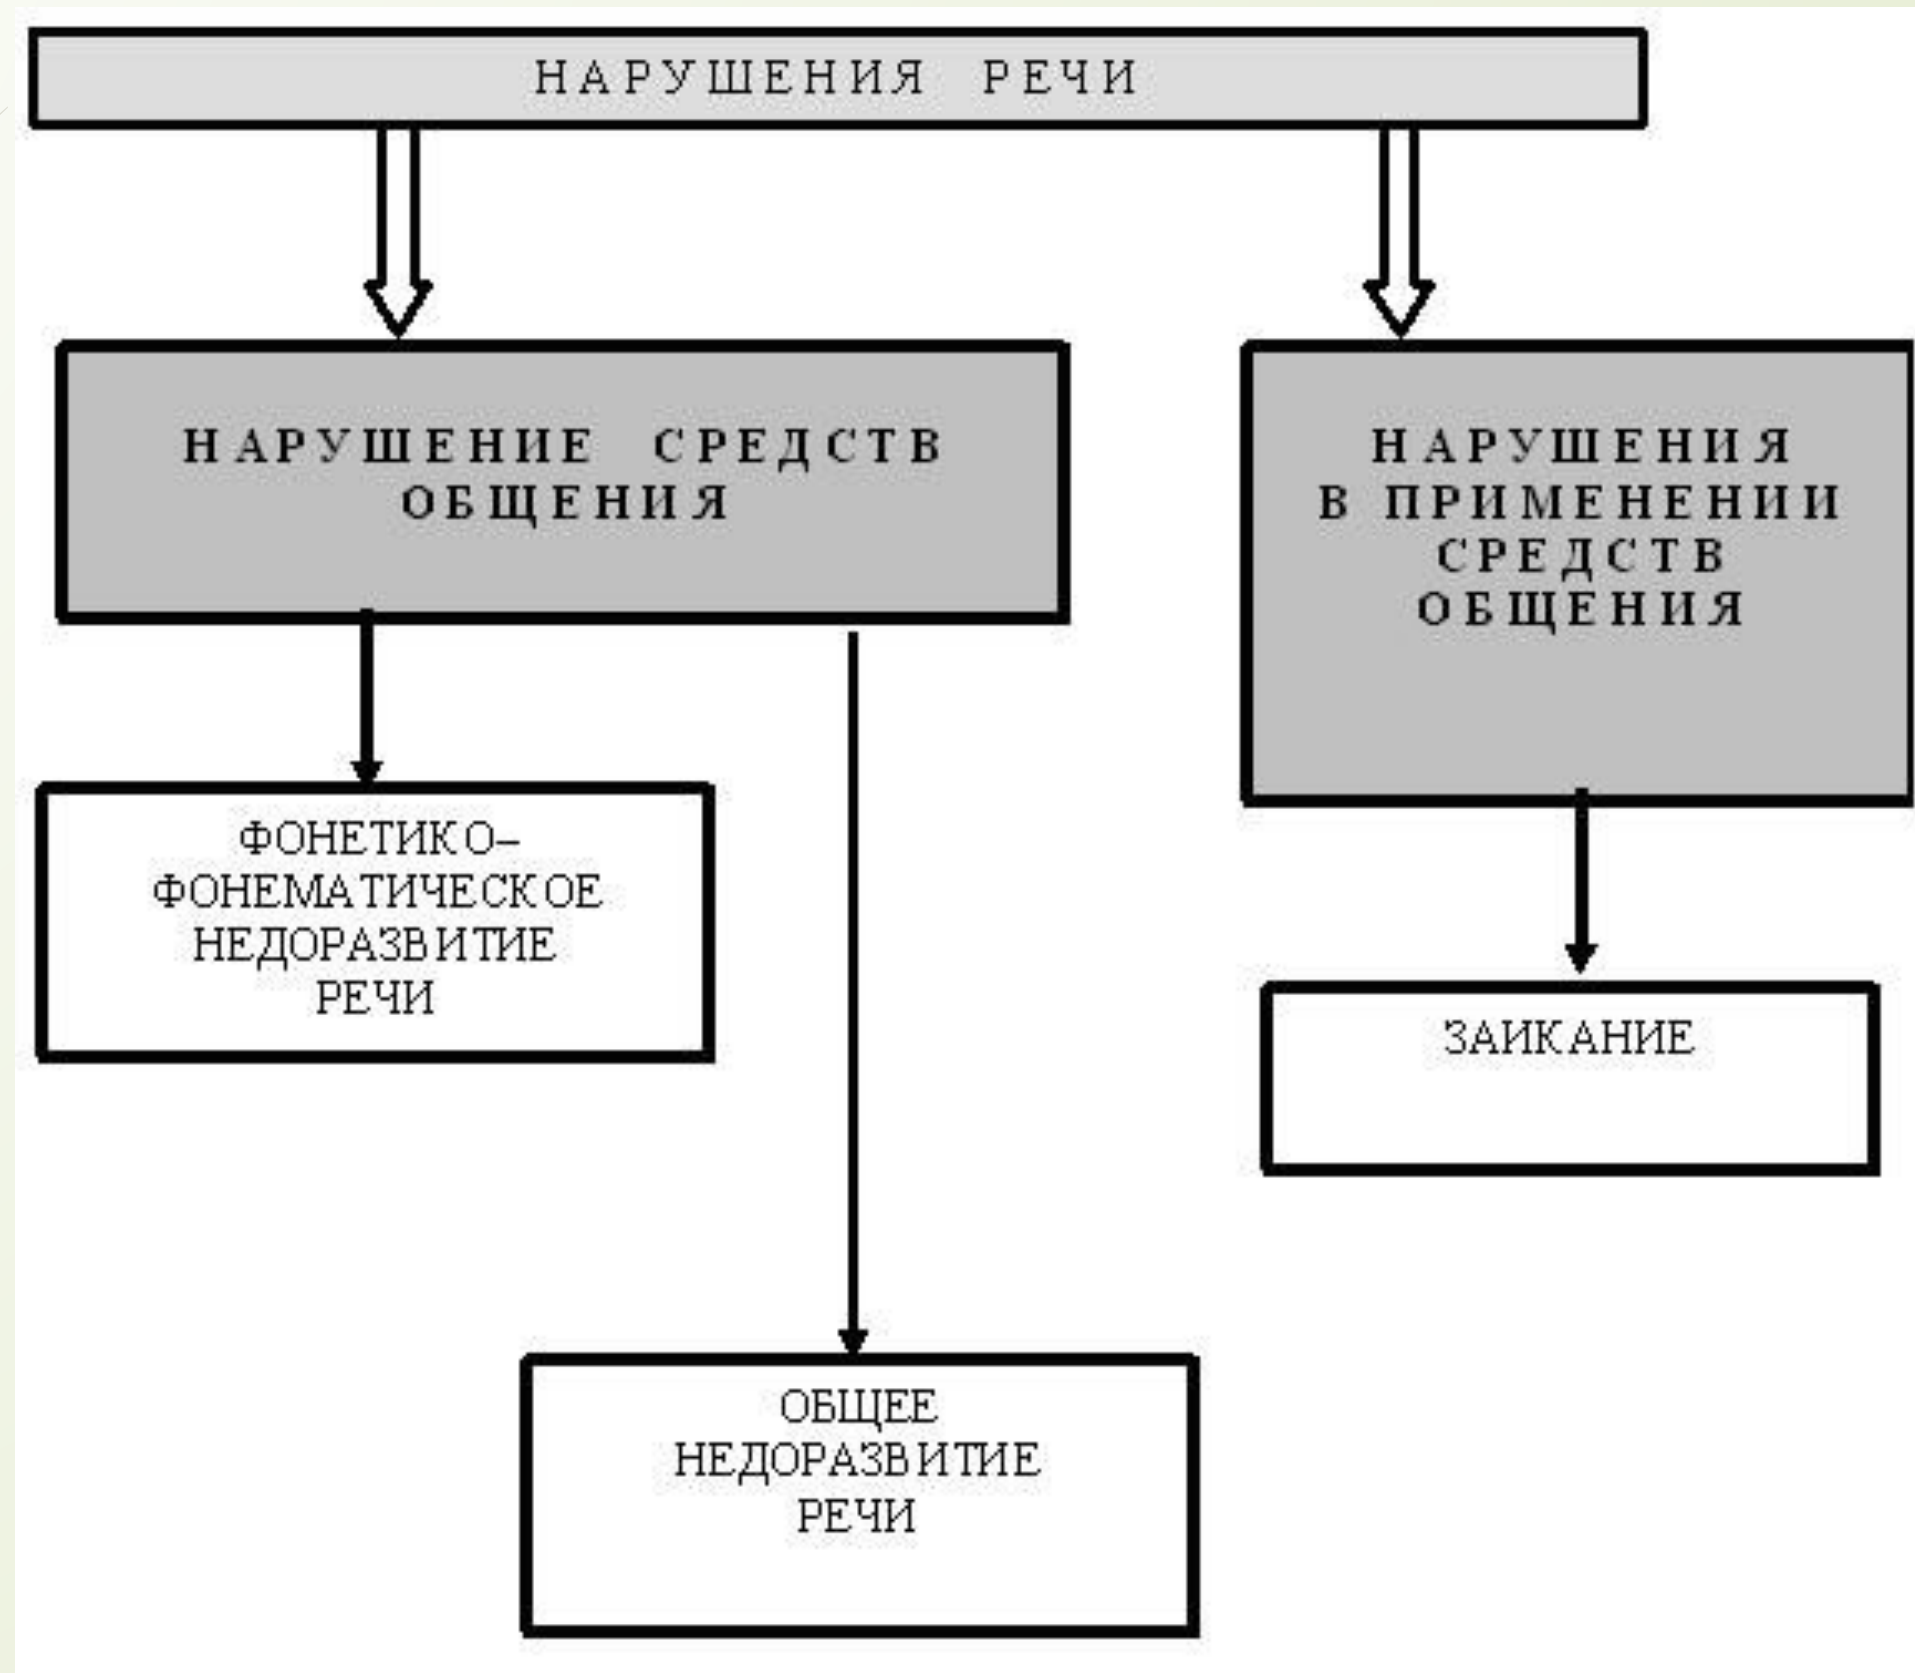 НАРУШЕНИЯ РЕЧИ
НАРУШЕНИЕ СРЕДСТВ
ОБЩЕНИЯ
НАРУШЕНИЯ
В ПРИМЕНЕНИИ
СРЕДСТВ
ОБЩЕНИЯ
ФОНЕТИКО–
ФОНЕМАТИЧЕСКОЕ
НЕДОРАЗВИТИЕ
РЕЧИ
ЗАИКАНИЕ
ОБЩЕЕ
НЕДОРАЗВИТИЕ
РЕЧИ